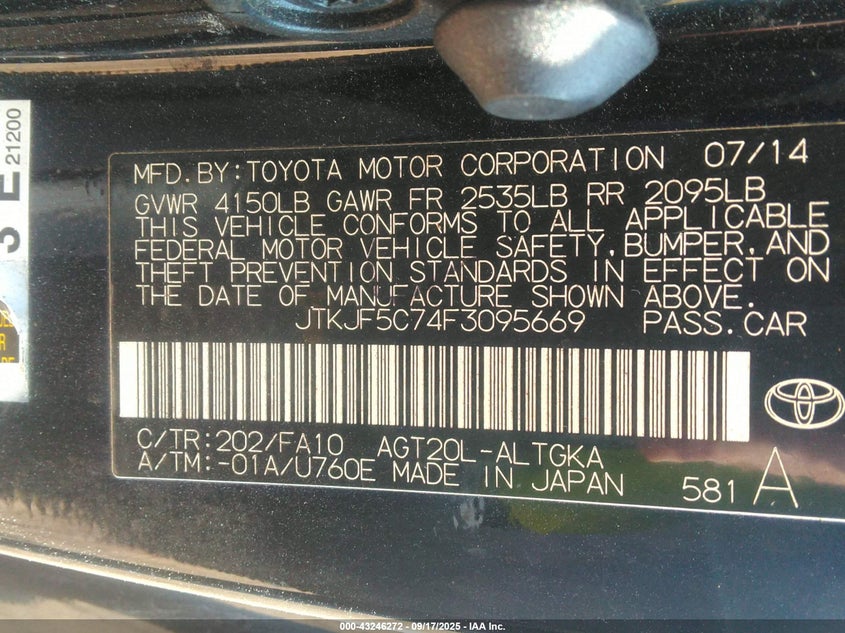 3 E
21200
MFD.BY:TOYOTA MOTOR CORPORATION 07/14
GVWR 4150LB GAWR FR 2535LB RR 2095LB
THIS VEHICLE CONFORMS TO ALL APPLICABLE
FEDERAL MOTOR VEHICLE SAFETY,BUMPER,AND
THEFT PREVENTION STANDARDS IN EFFECT ON
THE DATE OF MANUFACTURE SHOWN ABOVE.
JTKJF5C74F3095669 PASS.CAR
C/TR:202/FA10 AGT20L-ALTGKA
A/TM:-01A/U760E MADE IN JAPAN 581 A
000-43246272 - 09/17/2025 - IAA Inc.